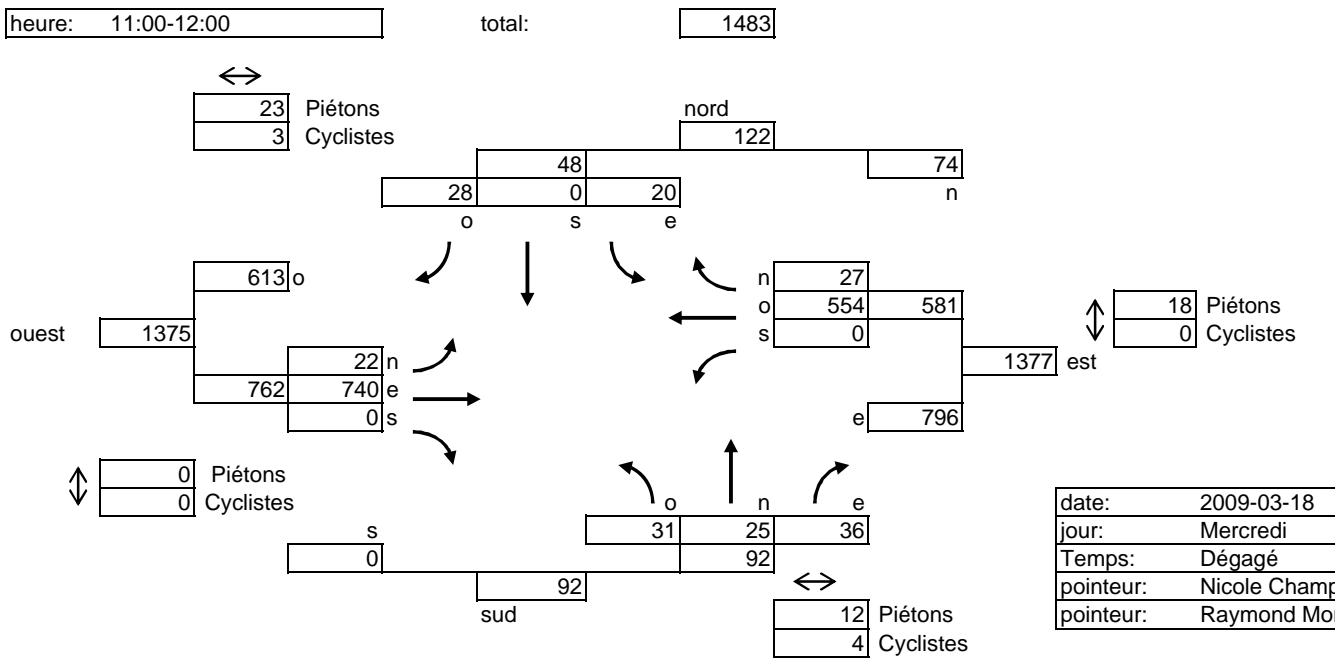 heure: 11:00-12:00 total: 1483
23 Piétons
3 Cyclistes
nord
122
48
74
28 0 20
n
o s e
613 o
n 27
o 554 581
s 0
18 Piétons
0 Cyclistes
ouest 1375
1377 est
22 n
762 740 e
0 s
e 796
0 Piétons
0 Cyclistes
o n e
31 25 36
s
0
92
92
sud
12 Piétons
4 Cyclistes
date: 2009-03-18
jour: Mercredi
Temps: Dégagé
pointeur: Nicole
pointeur: Raymond